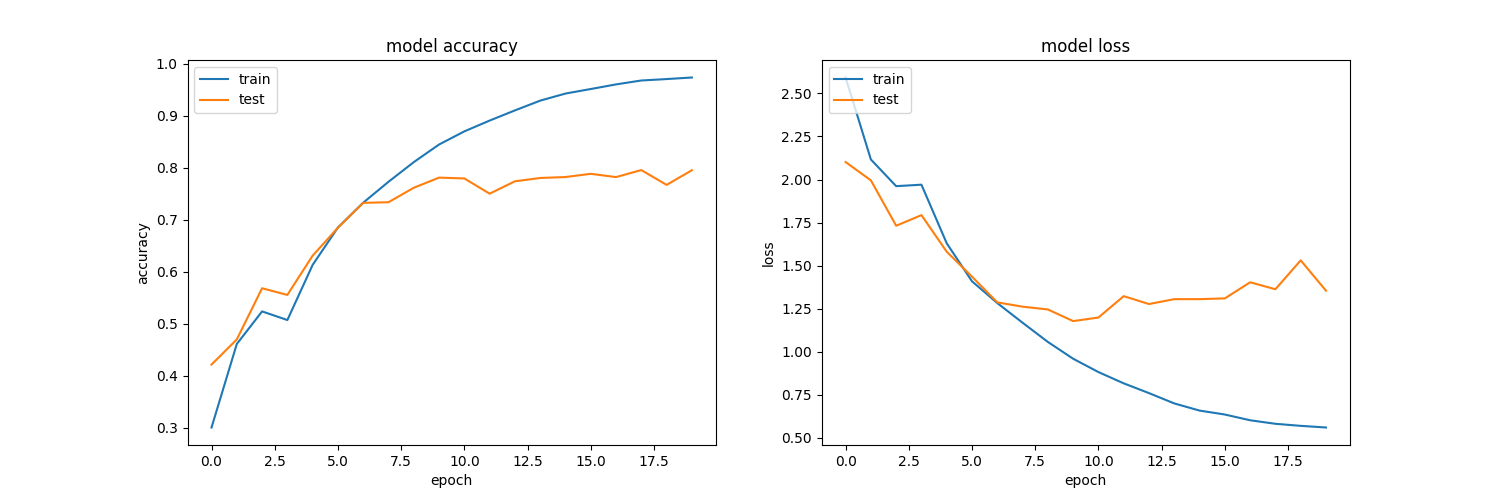 model accuracy
train
test
1.0
0.9
0.8
0.7
0.6
0.5
0.4
0.3
accuracy
0.0 2.5 5.0 7.5 10.0 12.5 15.0 17.5
epoch
model loss
train
test
2.50
2.25
2.00
1.75
1.50
1.25
1.00
0.75
0.50
loss
0.0 2.5 5.0 7.5 10.0 12.5 15.0 17.5
epoch